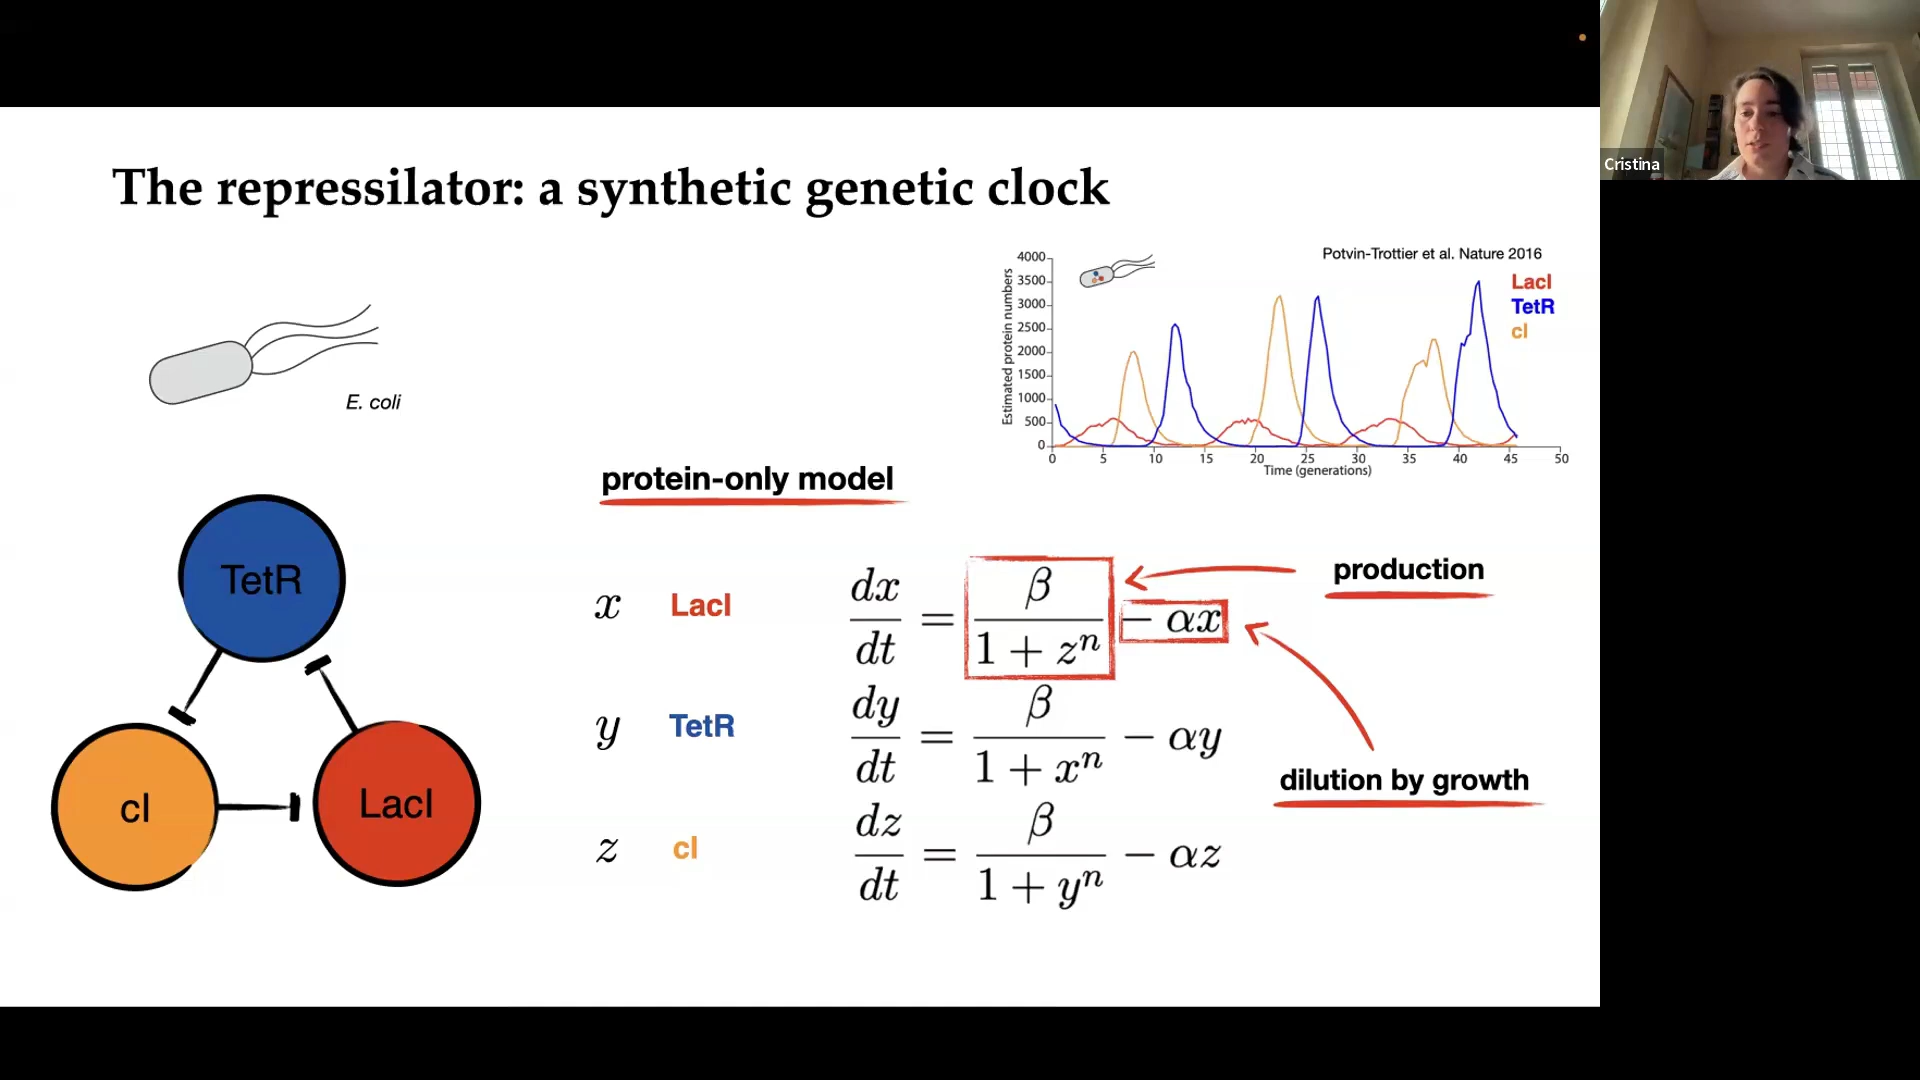 Cristina
The repressilator: a synthetic genetic clock
E. coli
Potvin-Trottier et al. Nature 2016
LacI
TetR
cI
Estimated protein numbers
4000
3500
3000
2500
2000
1500
1000
500
0
0 5 10 15 20 25 30 35 40 45 50
Time (generations)
protein-only model
TetR
cI
LacI
x LacI dx/dt = β/(1 + zⁿ) − αx
y TetR dy/dt = β/(1 + xⁿ) − αy
z cI dz/dt = β/(1 + yⁿ) − αz
production
dilution by growth